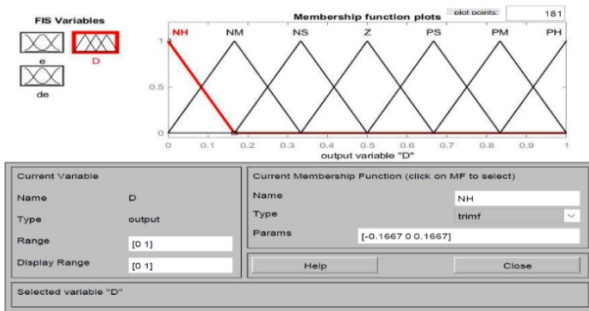 FIS Variables
e
D
de
Membership function plots
plot points:
181
NH NM NS Z PS PM PH
1
0.5
0
0 0.1 0.2 0.3 0.4 0.5 0.6 0.7 0.8 0.9 1
output variable "D"
Current Variable
Name D
Type output
Range [0 1]
Display Range [0 1]
Current Membership Function (click on MF to select)
Name NH
Type trimf
Params [-0.1667 0 0.1667]
Help Close
Selected variable "D"